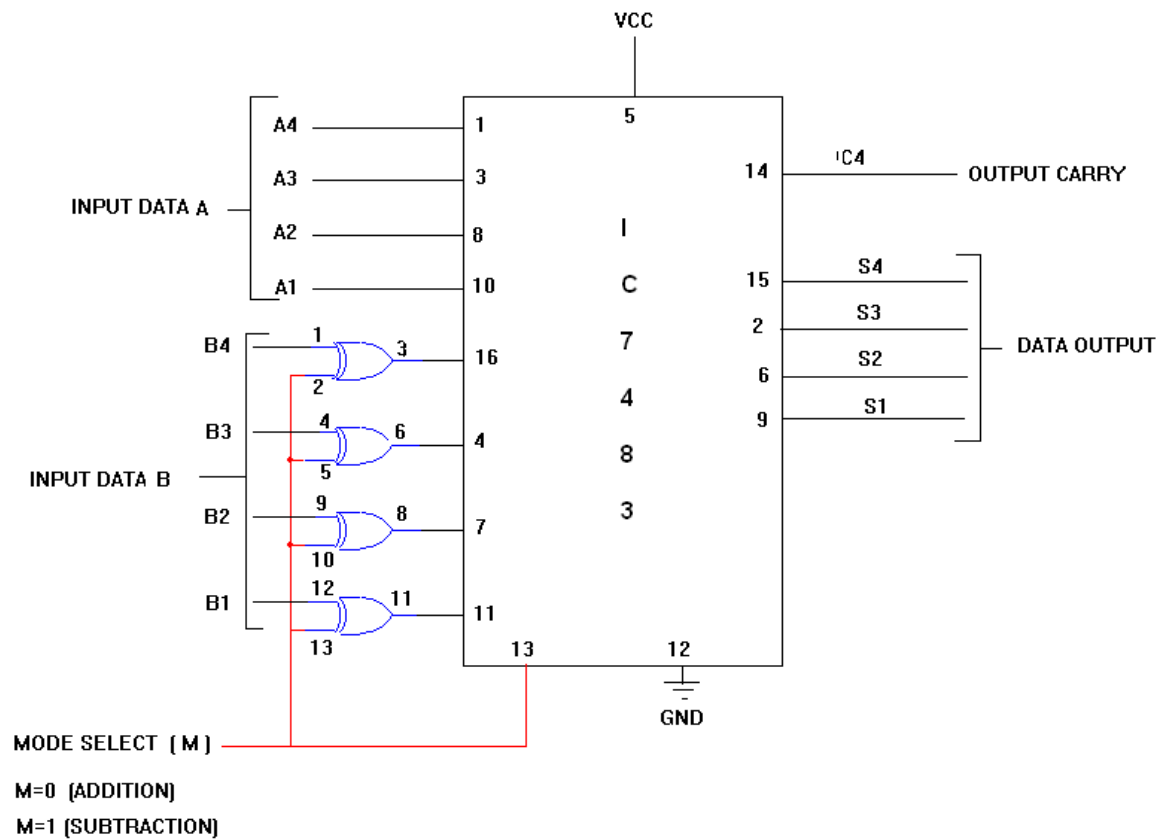 VCC
5
A4
1
A3
3
INPUT DATA A
A2
8
A1
10
14
C4
OUTPUT CARRY
I
C
7
4
8
3
15
S4
2
S3
DATA OUTPUT
6
S2
9
S1
B4
1
2
3
16
B3
4
5
6
4
INPUT DATA B
B2
9
10
8
7
B1
12
13
11
11
13
12
GND
MODE SELECT ( M )
M=0 (ADDITION)
M=1 (SUBTRACTION)